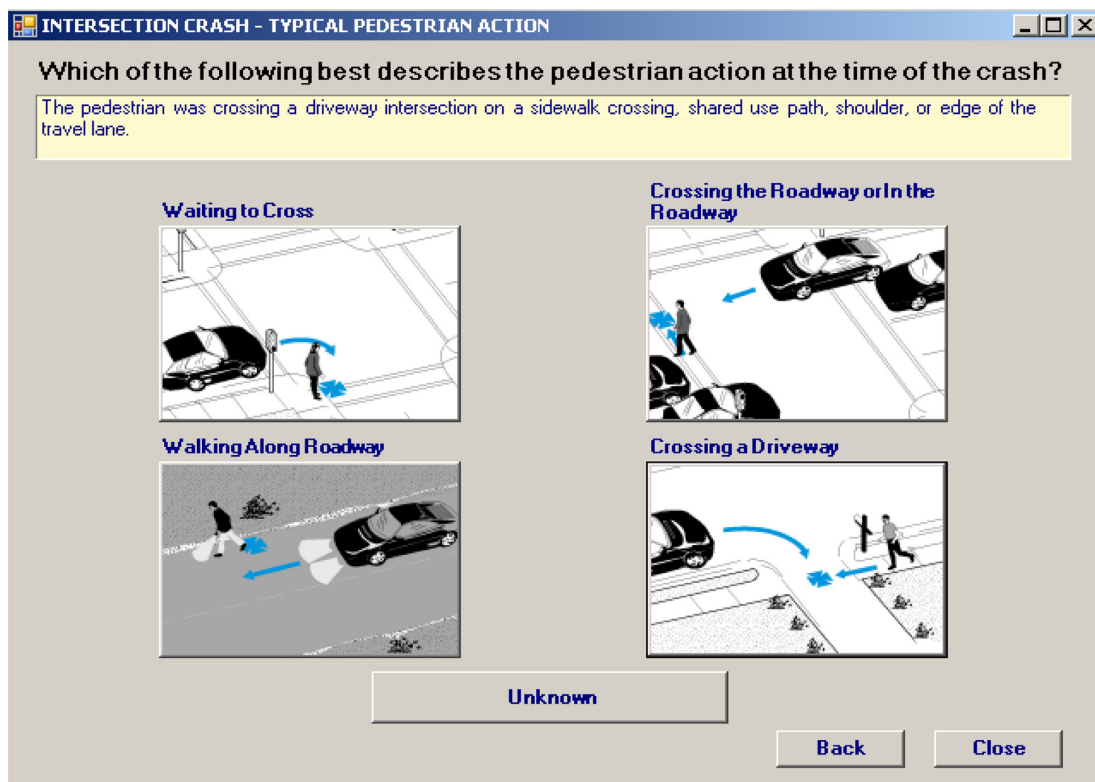 INTERSECTION CRASH - TYPICAL PEDESTRIAN ACTION
Which of the following best describes the pedestrian action at the time of the crash?
The pedestrian was crossing a driveway intersection on a sidewalk crossing, shared use path, shoulder, or edge of the
travel lane.
Waiting to Cross
Crossing the Roadway or In the
Roadway
Walking Along Roadway
Crossing a Driveway
Unknown
Back
Close